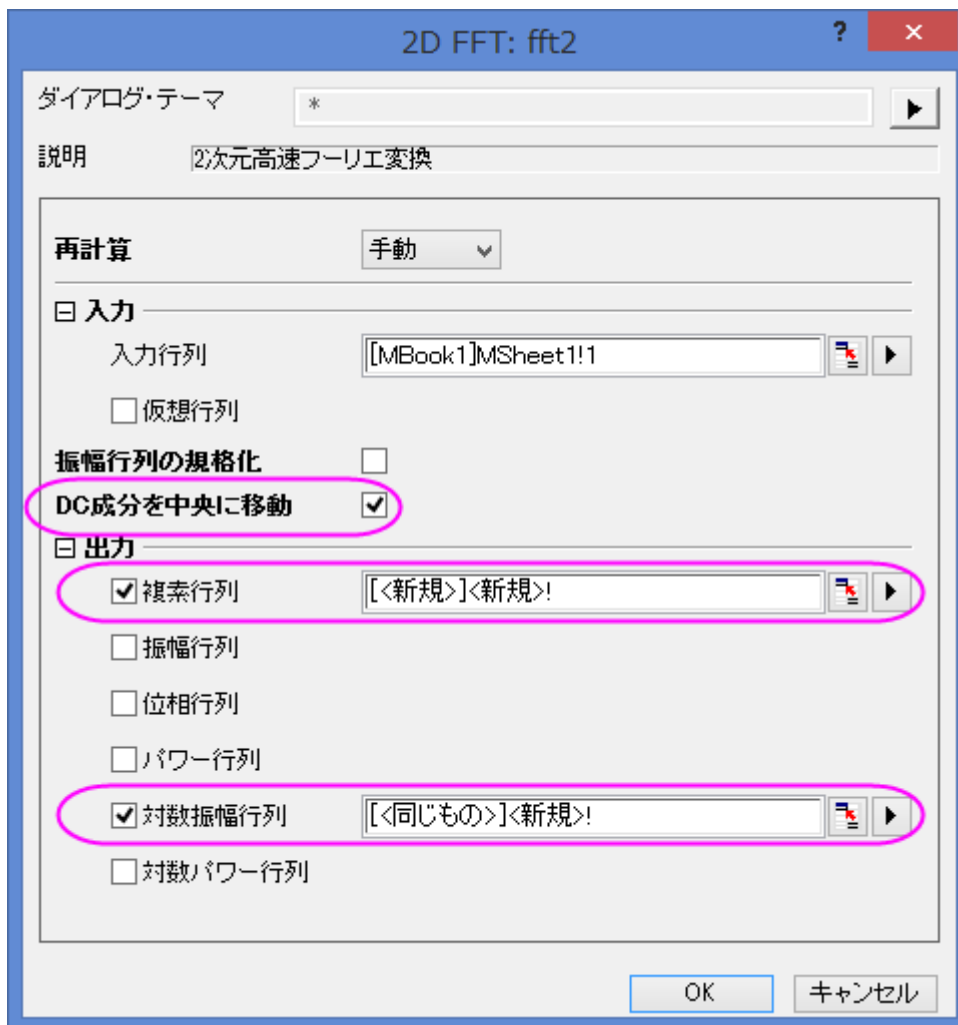 2D FFT: fft2
?
×
ダイアログ・テーマ *
説明 2次元高速フーリエ変換
再計算 手動
入力
入力行列 [MBook1]MSheet1!1
仮想行列
振幅行列の規格化
DC成分を中央に移動
出力
複素行列 [<新規>]<新規>!
振幅行列
位相行列
パワー行列
対数振幅行列 [<同じもの>]<新規>!
対数パワー行列
OK キャンセル